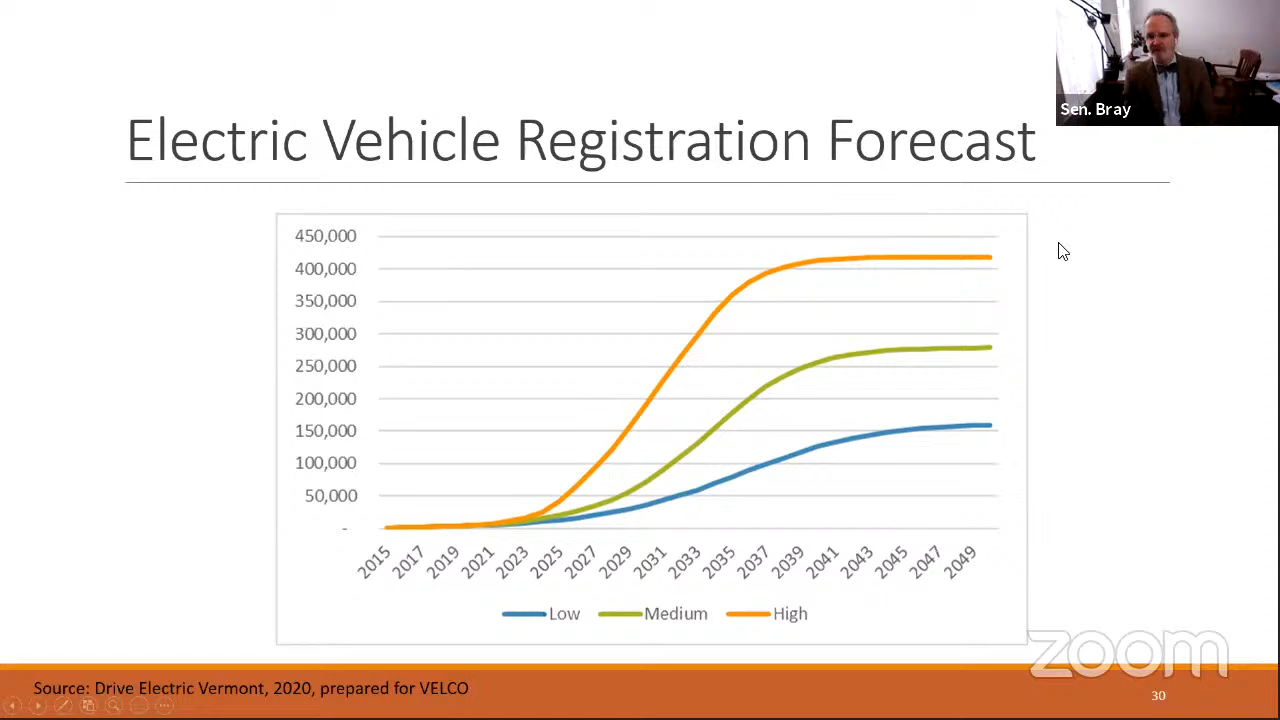 Sen. Bray
Electric Vehicle Registration Forecast
450,000
400,000
350,000
300,000
250,000
200,000
150,000
100,000
50,000
-
2015 2017 2019 2021 2023 2025 2027 2029 2031 2033 2035 2037 2039 2041 2043 2045 2047 2049
Low Medium High
zoom
Source: Drive Electric Vermont, 2020, prepared for VELCO
30